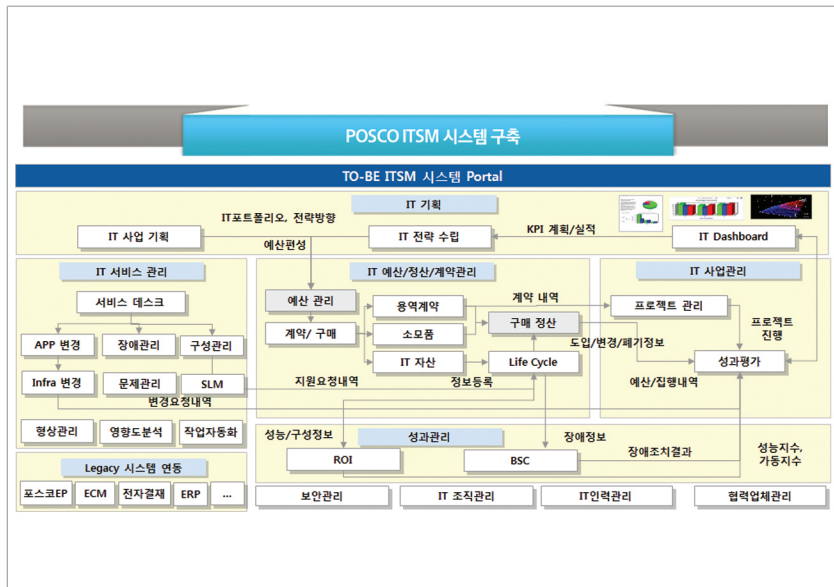 POSCO ITSM 시스템 구축
TO-BE ITSM 시스템 Portal
IT 기획
IT포트폴리오, 전략방향
IT 사업 기획
예산편성
IT 전략 수립
KPI 계획/실적
IT Dashboard
IT 서비스 관리
서비스 데스크
APP 변경
장애관리
구성관리
Infra 변경
문제관리
SLM
변경요청내역
형상관리
영향도분석
작업자동화
IT 예산/정산/계약관리
예산 관리
계약/ 구매
용역계약
소모품
IT 자산
계약 내역
구매 정산
Life Cycle
지원요청내역
정보등록
IT 사업관리
프로젝트 관리
프로젝트
진행
도입/변경/폐기정보
성과평가
예산/집행내역
성능/구성정보
성과관리
장애정보
ROI
BSC
장애조치결과
성능지수,
가동지수
Legacy 시스템 연동
포스코EP
ECM
전자결재
ERP
...
보안관리
IT 조직관리
IT인력관리
협력업체관리